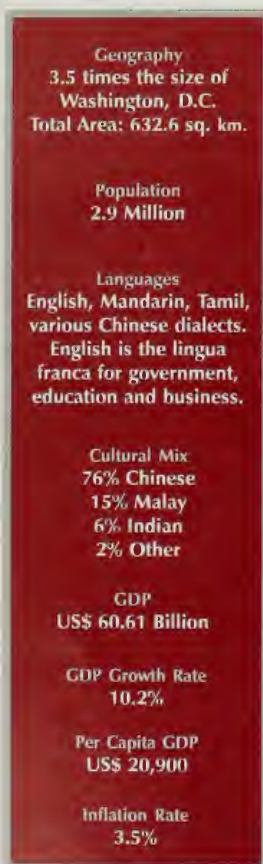 Geography
3.5 times the size of
Washington, D.C.
Total Area: 632.6 sq. km.
Population
2.9 Million
Languages
English, Mandarin, Tamil,
various Chinese dialects.
English is the lingua
franca for government,
education and business.
Cultural Mix
76% Chinese
15% Malay
6% Indian
2% Other
GDP
US$ 60.61 Billion
GDP Growth Rate
10.2%
Per Capita GDP
US$ 20,900
Inflation Rate
3.5%